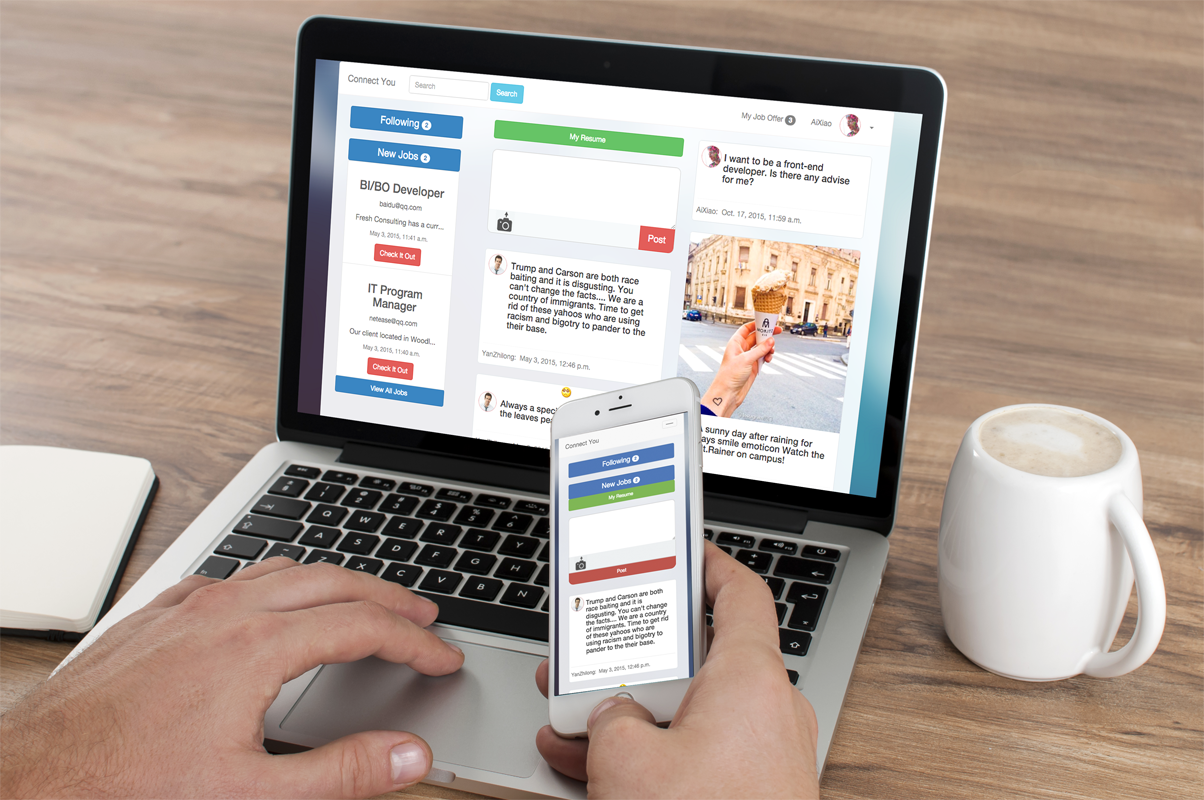 Connect You
Search
Search
My Job Offer 3
AiXiao
Following 2
New Jobs 2
BI/BO Developer
baidu@qq.com
Fresh Consulting has a curr...
May 3, 2015, 11:41 a.m.
Check It Out
IT Program
Manager
netease@qq.com
Our client located in Woodl...
May 3, 2015, 11:40 a.m.
Check It Out
View All Jobs
My Resume
Post
Trump and Carson are both race
baiting and it is disgusting. You
can't change the facts.... We are a
country of immigrants. Time to get
rid of these yahoos who are using
racism and bigotry to pander to the
their base.
YanZhilong: May 3, 2015, 12:46 p.m.
Always a speci
the leaves pea
I want to be a front-end
developer. Is there any advise
for me?
AiXiao: Oct. 17, 2015, 11:59 a.m.
sunny day after raining for
ays smile emoticon Watch the
t.Rainer on campus!
Connect You
Following 2
New Jobs 2
My Resume
Post
Trump and Carson are both
race baiting and it is
disgusting. You can't change
the facts.... We are a country
of immigrants. Time to get rid
of these yahoos who are
using racism and bigotry to
pander to the their base.
YanZhilong: May 3, 2015, 12:46 p.m.
Q W E R T Y
A S D F G
Z X C V B N